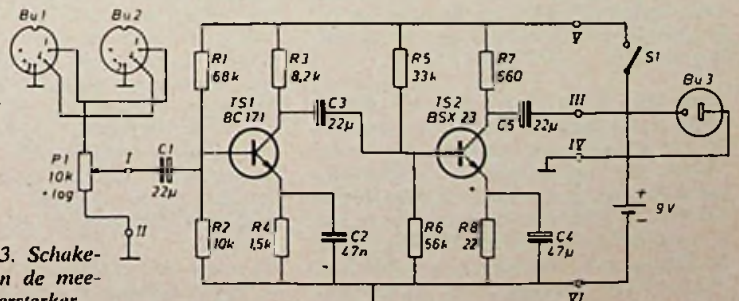 Bu1
Bu2
V
R1
68k
R3
8,2k
R5
33k
R7
560
S1
TS1
BC 171
C3
22µ
TS2
BSX 23
C5
22µ
III
Bu3
P1
10k
+log
I
C1
22µ
IV
II
R2
10k
R4
1,5k
C2
47n
R6
56k
R8
22
C4
47µ
+
9V
-
VI
3. Schake-
n de mee-
ersterker